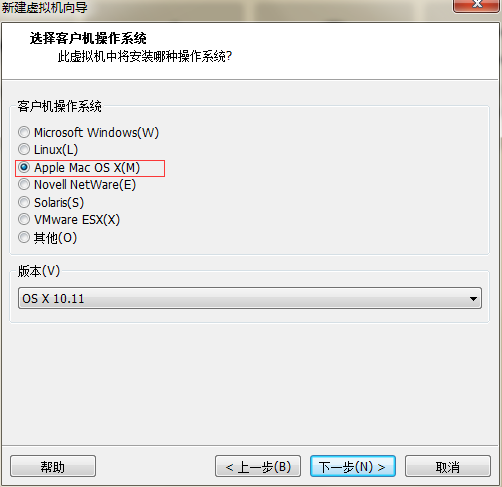 新建虚拟机向导
选择客户机操作系统
此虚拟机中将安装哪种操作系统?
客户机操作系统
Microsoft Windows(W)
Linux(L)
Apple Mac OS X(M)
Novell NetWare(E)
Solaris(S)
VMware ESX(X)
其他(O)
版本(V)
OS X 10.11
帮助
< 上一步(B)
下一步(N) >
取消